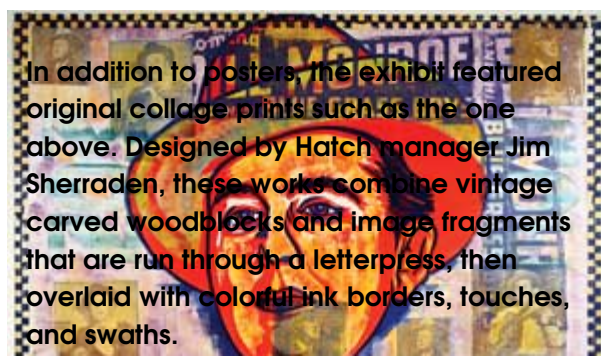 Coming
MONROE
In addition to posters, the exhibit featured
original collage prints such as the one
above. Designed by Hatch manager Jim
Sherraden, these works combine vintage
carved woodblocks and image fragments
that are run through a letterpress, then
overlaid with colorful ink borders, touches,
and swaths.